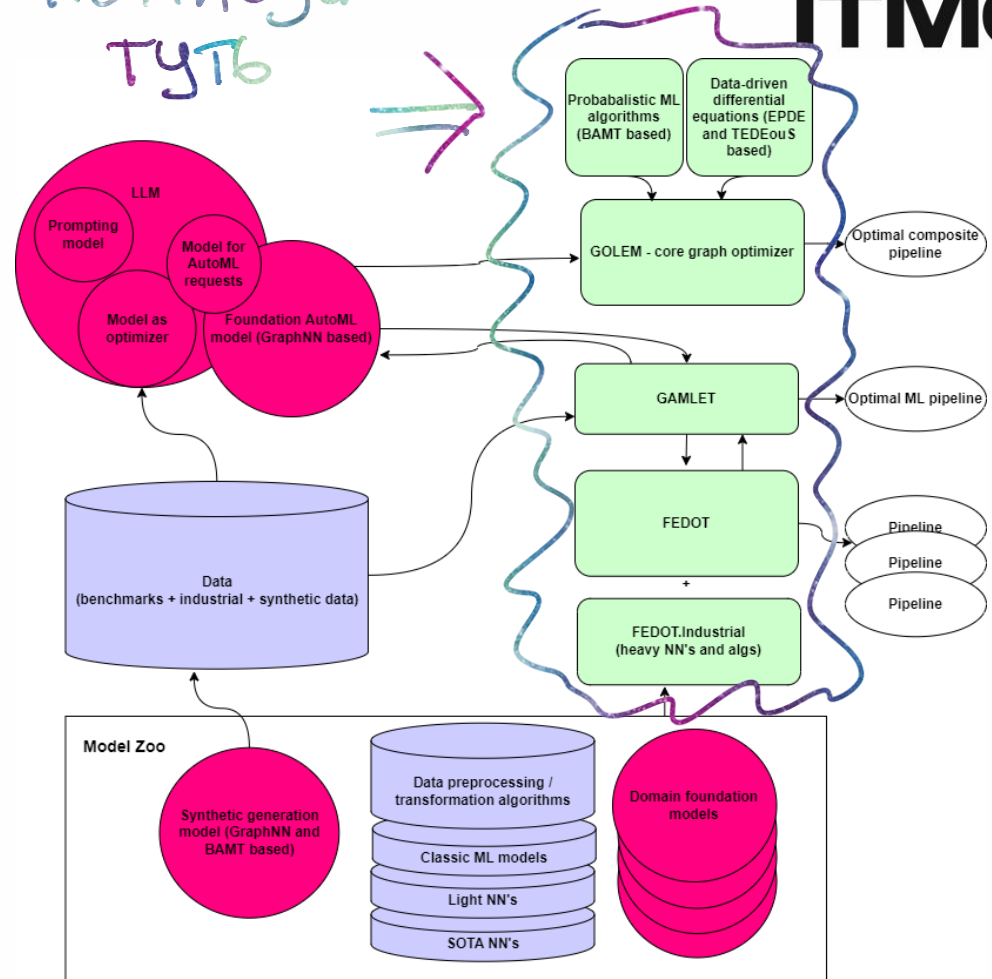 ТУТЬ
Probabalistic ML
algorithms
(BAMT based)
Data-driven
differential
equations (EPDE
and TEDEouS
based)
LLM
Prompting
model
Model for
AutoML
requests
Model as
optimizer
Foundation AutoML
model (GraphNN based)
GOLEM - core graph optimizer
Optimal composite
pipeline
GAMLET
Optimal ML pipeline
FEDOT
Pipeline
Pipeline
Pipeline
+
FEDOT.Industrial
(heavy NN's and algs)
Data
(benchmarks + industrial + synthetic data)
Model Zoo
Synthetic generation
model (GraphNN and
BAMT based)
Data preprocessing /
transformation algorithms
Classic ML models
Light NN's
SOTA NN's
Domain foundation
models